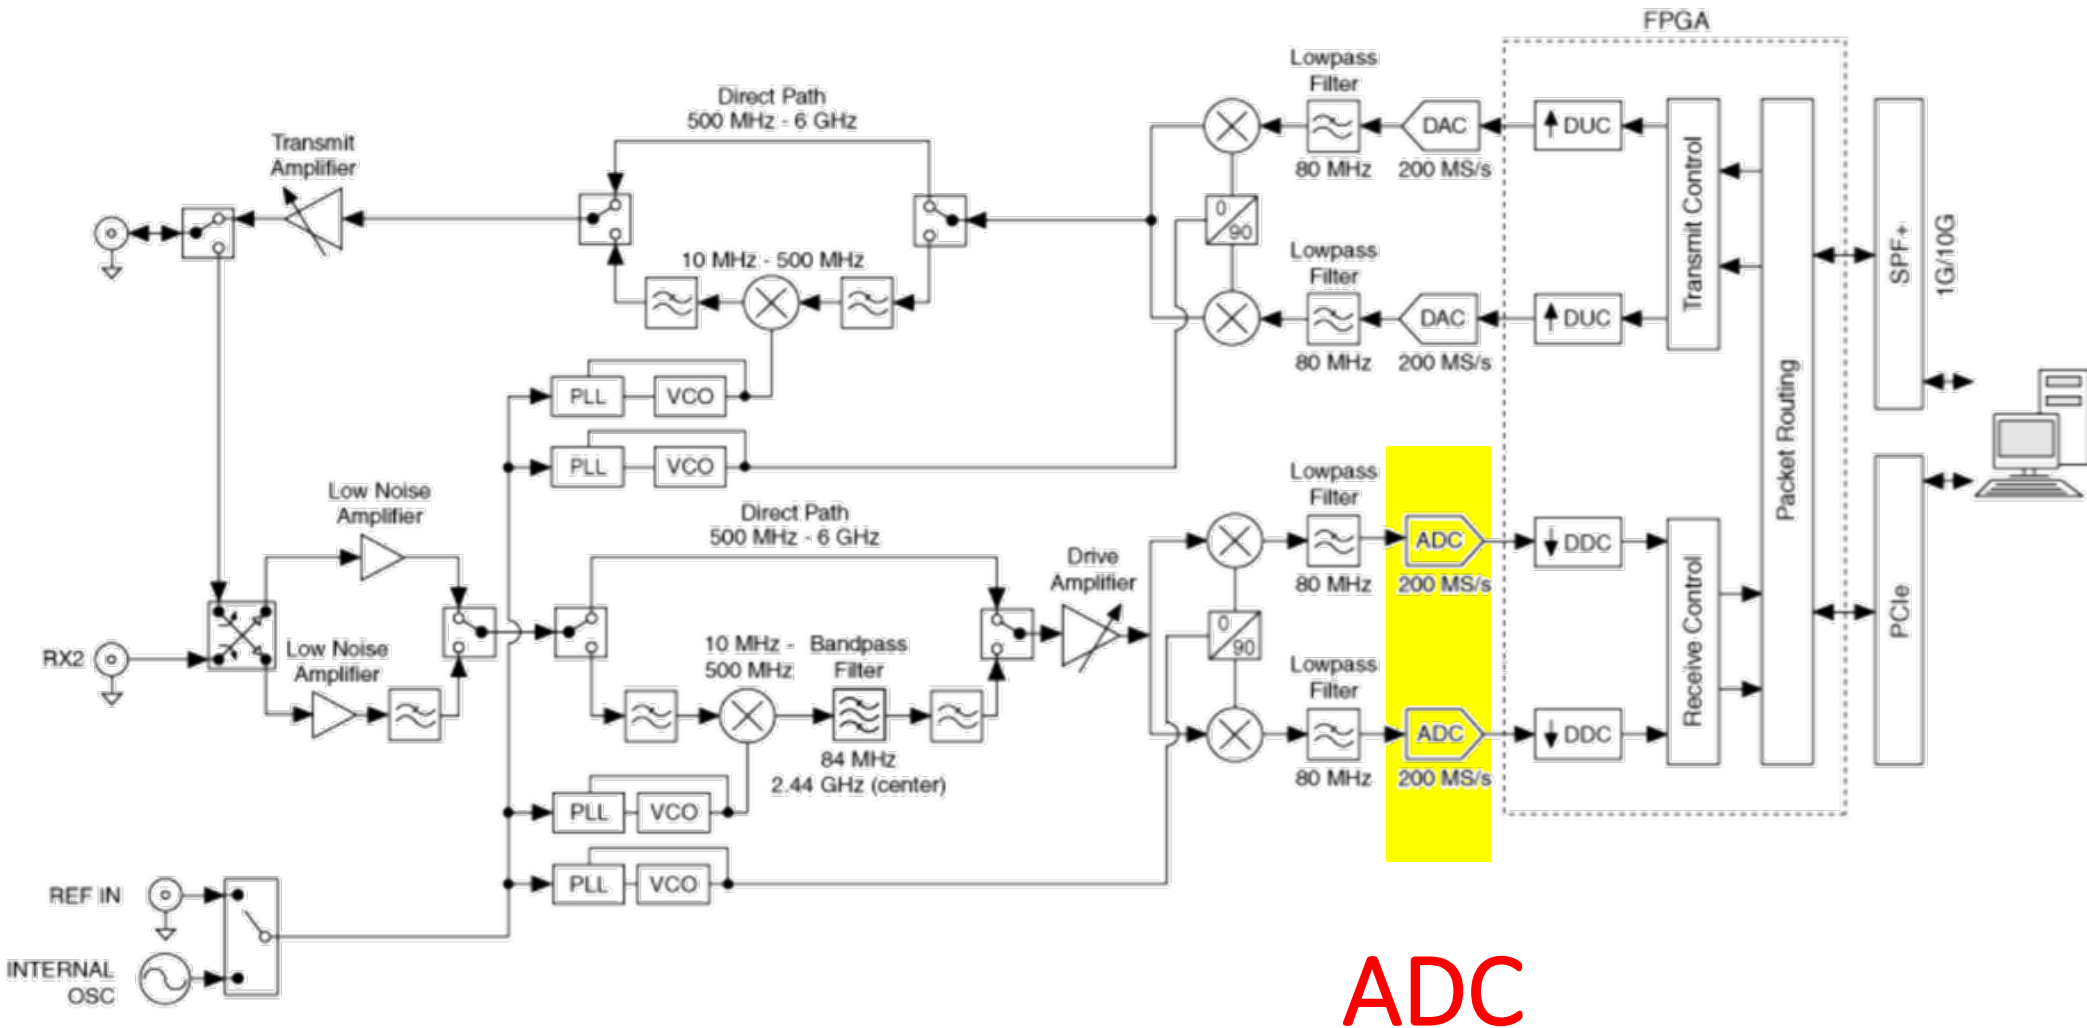 FPGA
Lowpass
Filter
Direct Path
500 MHz - 6 GHz
DAC
DUC
Transmit
Amplifier
80 MHz
200 MS/s
Transmit Control
0
90
SPF+
1G/10G
10 MHz - 500 MHz
Lowpass
Filter
DAC
DUC
80 MHz
200 MS/s
PLL
VCO
Packet Routing
PLL
VCO
Low Noise
Amplifier
Direct Path
500 MHz - 6 GHz
Lowpass
Filter
Drive
Amplifier
ADC
DDC
80 MHz
200 MS/s
Receive Control
PCIe
0
90
RX2
Low Noise
Amplifier
10 MHz -
500 MHz
Bandpass
Filter
Lowpass
Filter
ADC
DDC
84 MHz
2.44 GHz (center)
80 MHz
200 MS/s
PLL
VCO
PLL
VCO
REF IN
INTERNAL
OSC
ADC